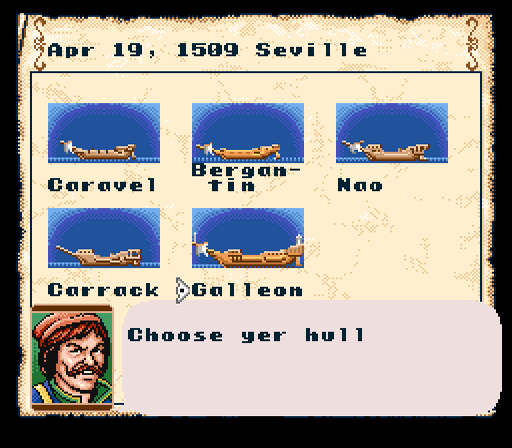 Apr 19, 1509 Seville
Caravel
Bergan-
tin
Nao
Carrack
Galleon
Choose yer hull